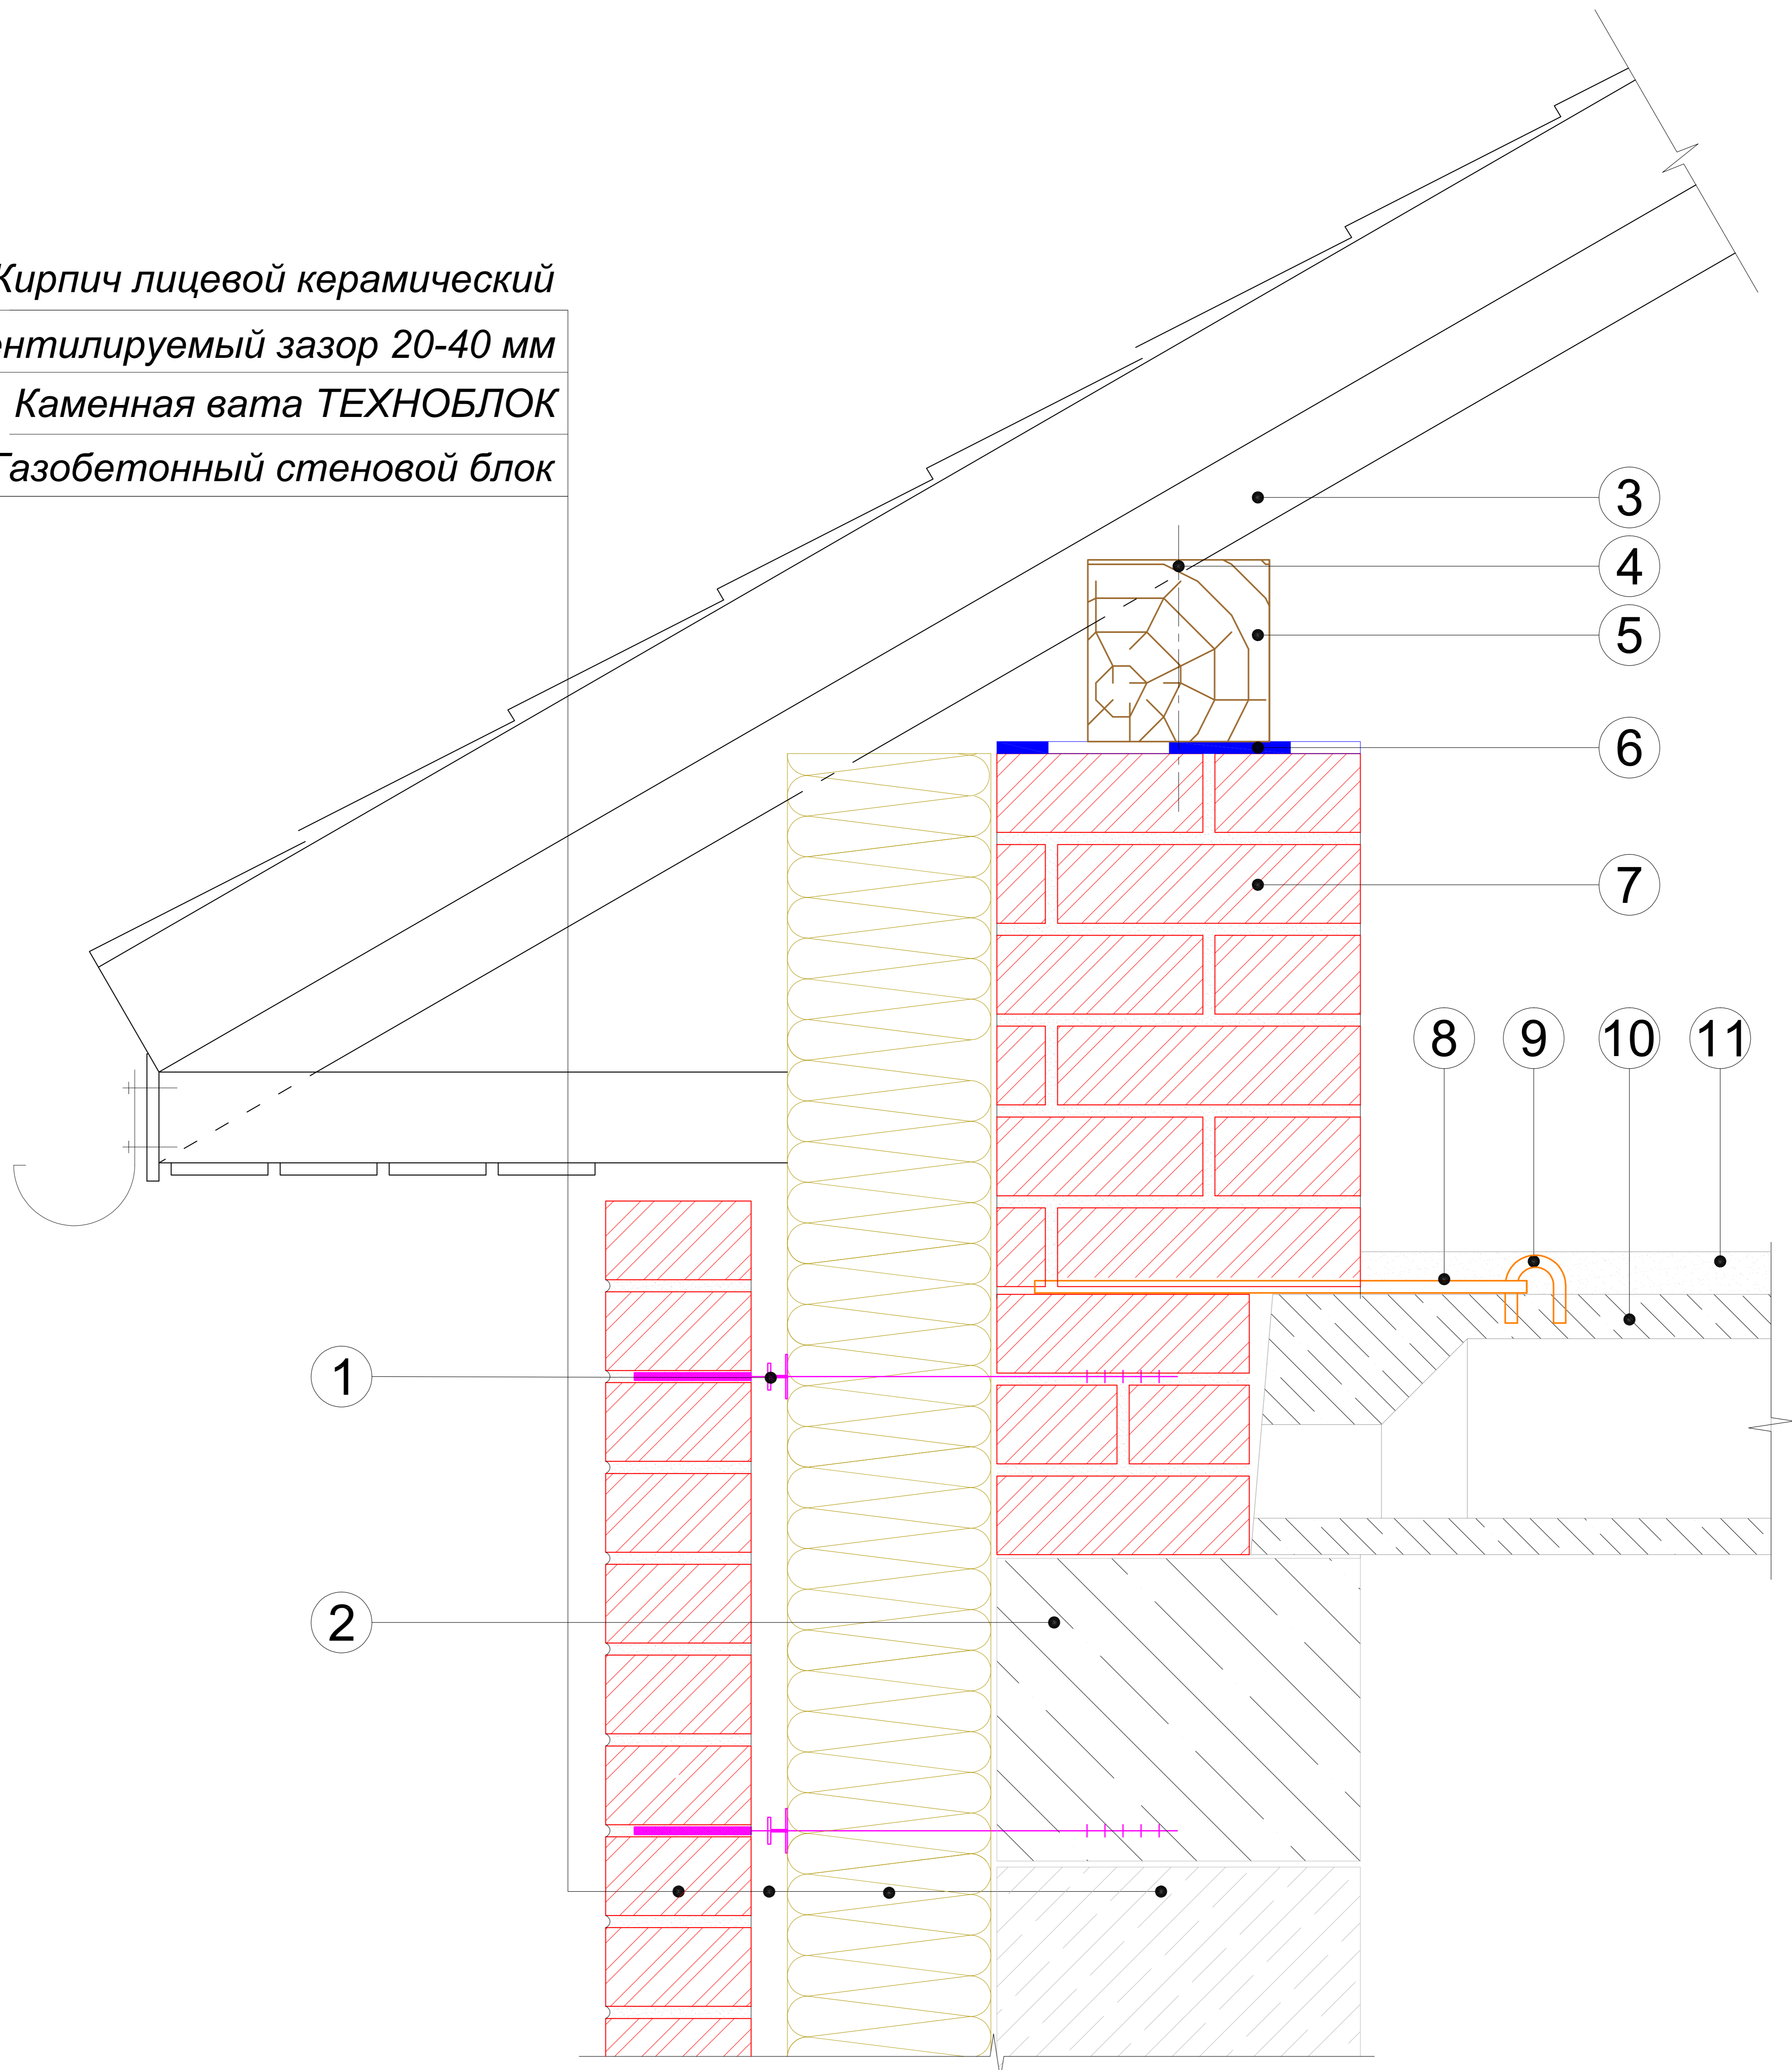 Кирпич лицевой керамический
ентилируемый зазор 20-40 мм
Каменная вата ТЕХНОБЛОК
Газобетонный стеновой блок
3
4
5
6
7
8 9 10 11
1
2